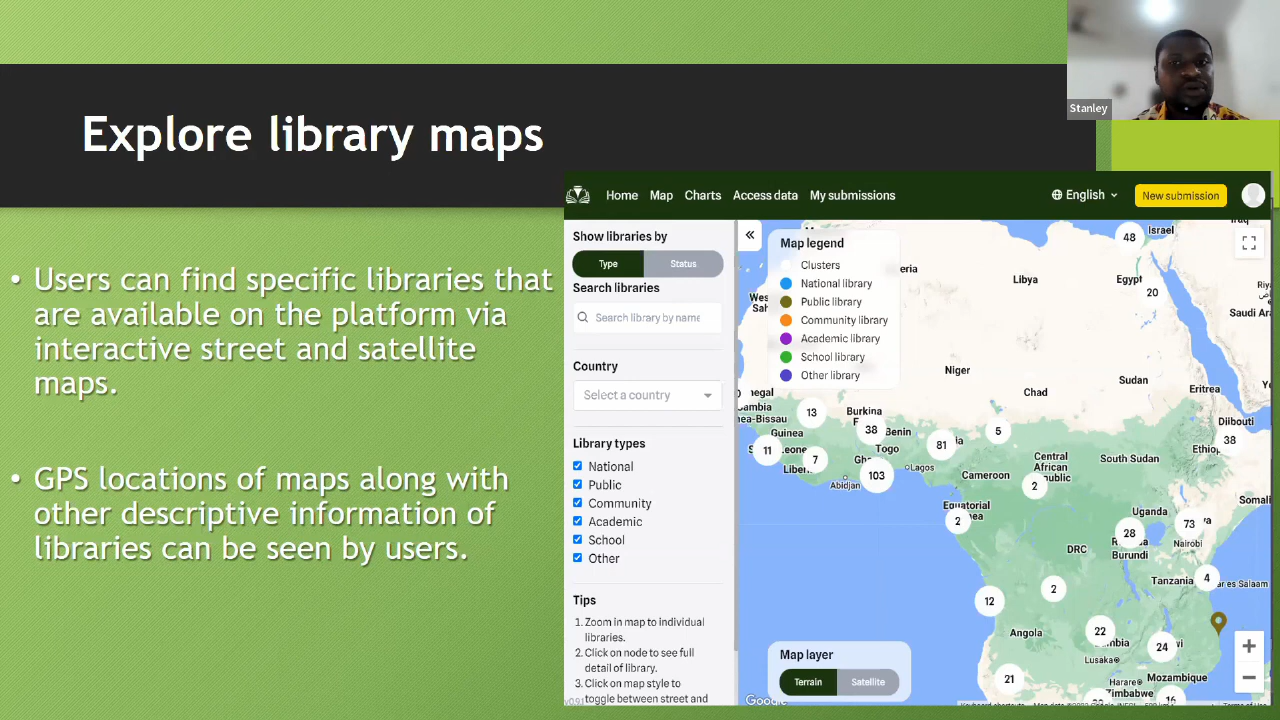 Stanley
Explore library maps
• Users can find specific libraries that
are available on the platform via
interactive street and satellite
maps.
• GPS locations of maps along with
other descriptive information of
libraries can be seen by users.
Home Map Charts Access data My submissions English New submission
Show libraries by
Type Status
Search libraries
Search library by name
Country
Select a country
Library types
National
Public
Community
Academic
School
Other
Tips
1. Zoom in map to individual
libraries.
2. Click on node to see full
detail of library.
3. Click on map style to
toggle between street and
Map legend
Clusters
National library
Public library
Community library
Academic library
School library
Other library
48 Israel
Libya Egypt
20
Saudi Ara
Niger
Chad
Sudan
Eritrea
13 Burkina
38 Benin
Guinea
Togo
81
5
Djibouti
38
11
7
103
Lagos
Abidjan
Cameroon
Central
African
2
South Sudan
Equatorial
2
Uganda
28
73
Nairobi
Burundi
DRC
Somali
Tanzania
4
12
2
Angola
22
24
Lusaka
21
Harare
Zimbabwe
Mozambique
16
Map layer
Terrain Satellite
Google